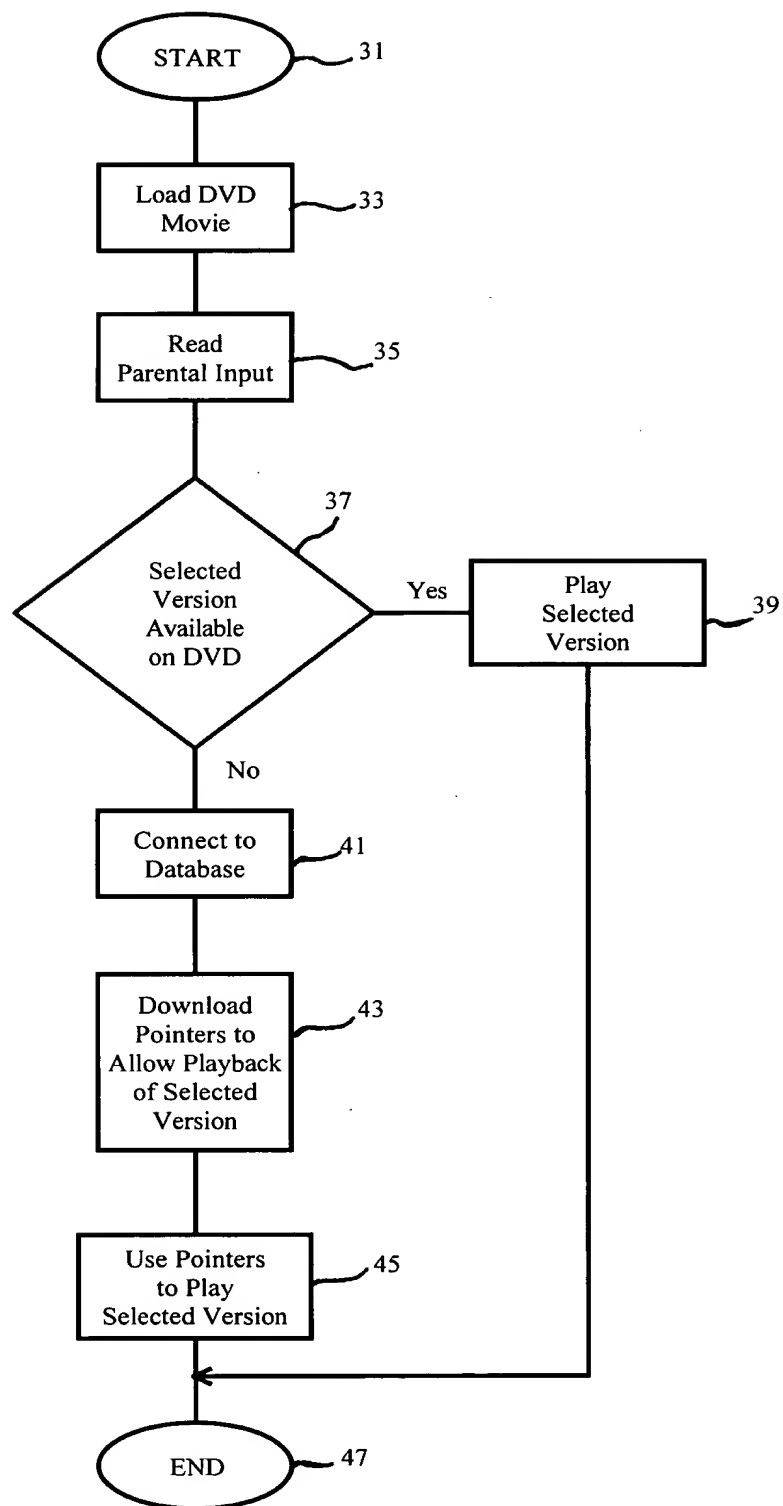 START
31
Load DVD
Movie
33
Read
Parental Input
35
37
Selected
Version
Available
on DVD
Yes
Play
Selected
Version
39
No
Connect to
Database
41
Download
Pointers to
Allow Playback
of Selected
Version
43
Use Pointers
to Play
Selected Version
45
END
47